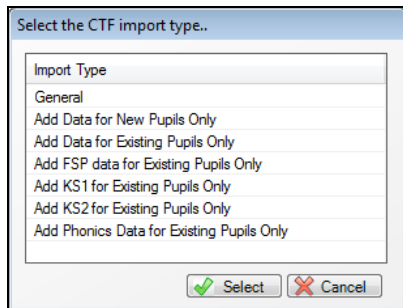 Select the CTF import type..
Import Type
General
Add Data for New Pupils Only
Add Data for Existing Pupils Only
Add FSP data for Existing Pupils Only
Add KS1 for Existing Pupils Only
Add KS2 for Existing Pupils Only
Add Phonics Data for Existing Pupils Only
Select Cancel